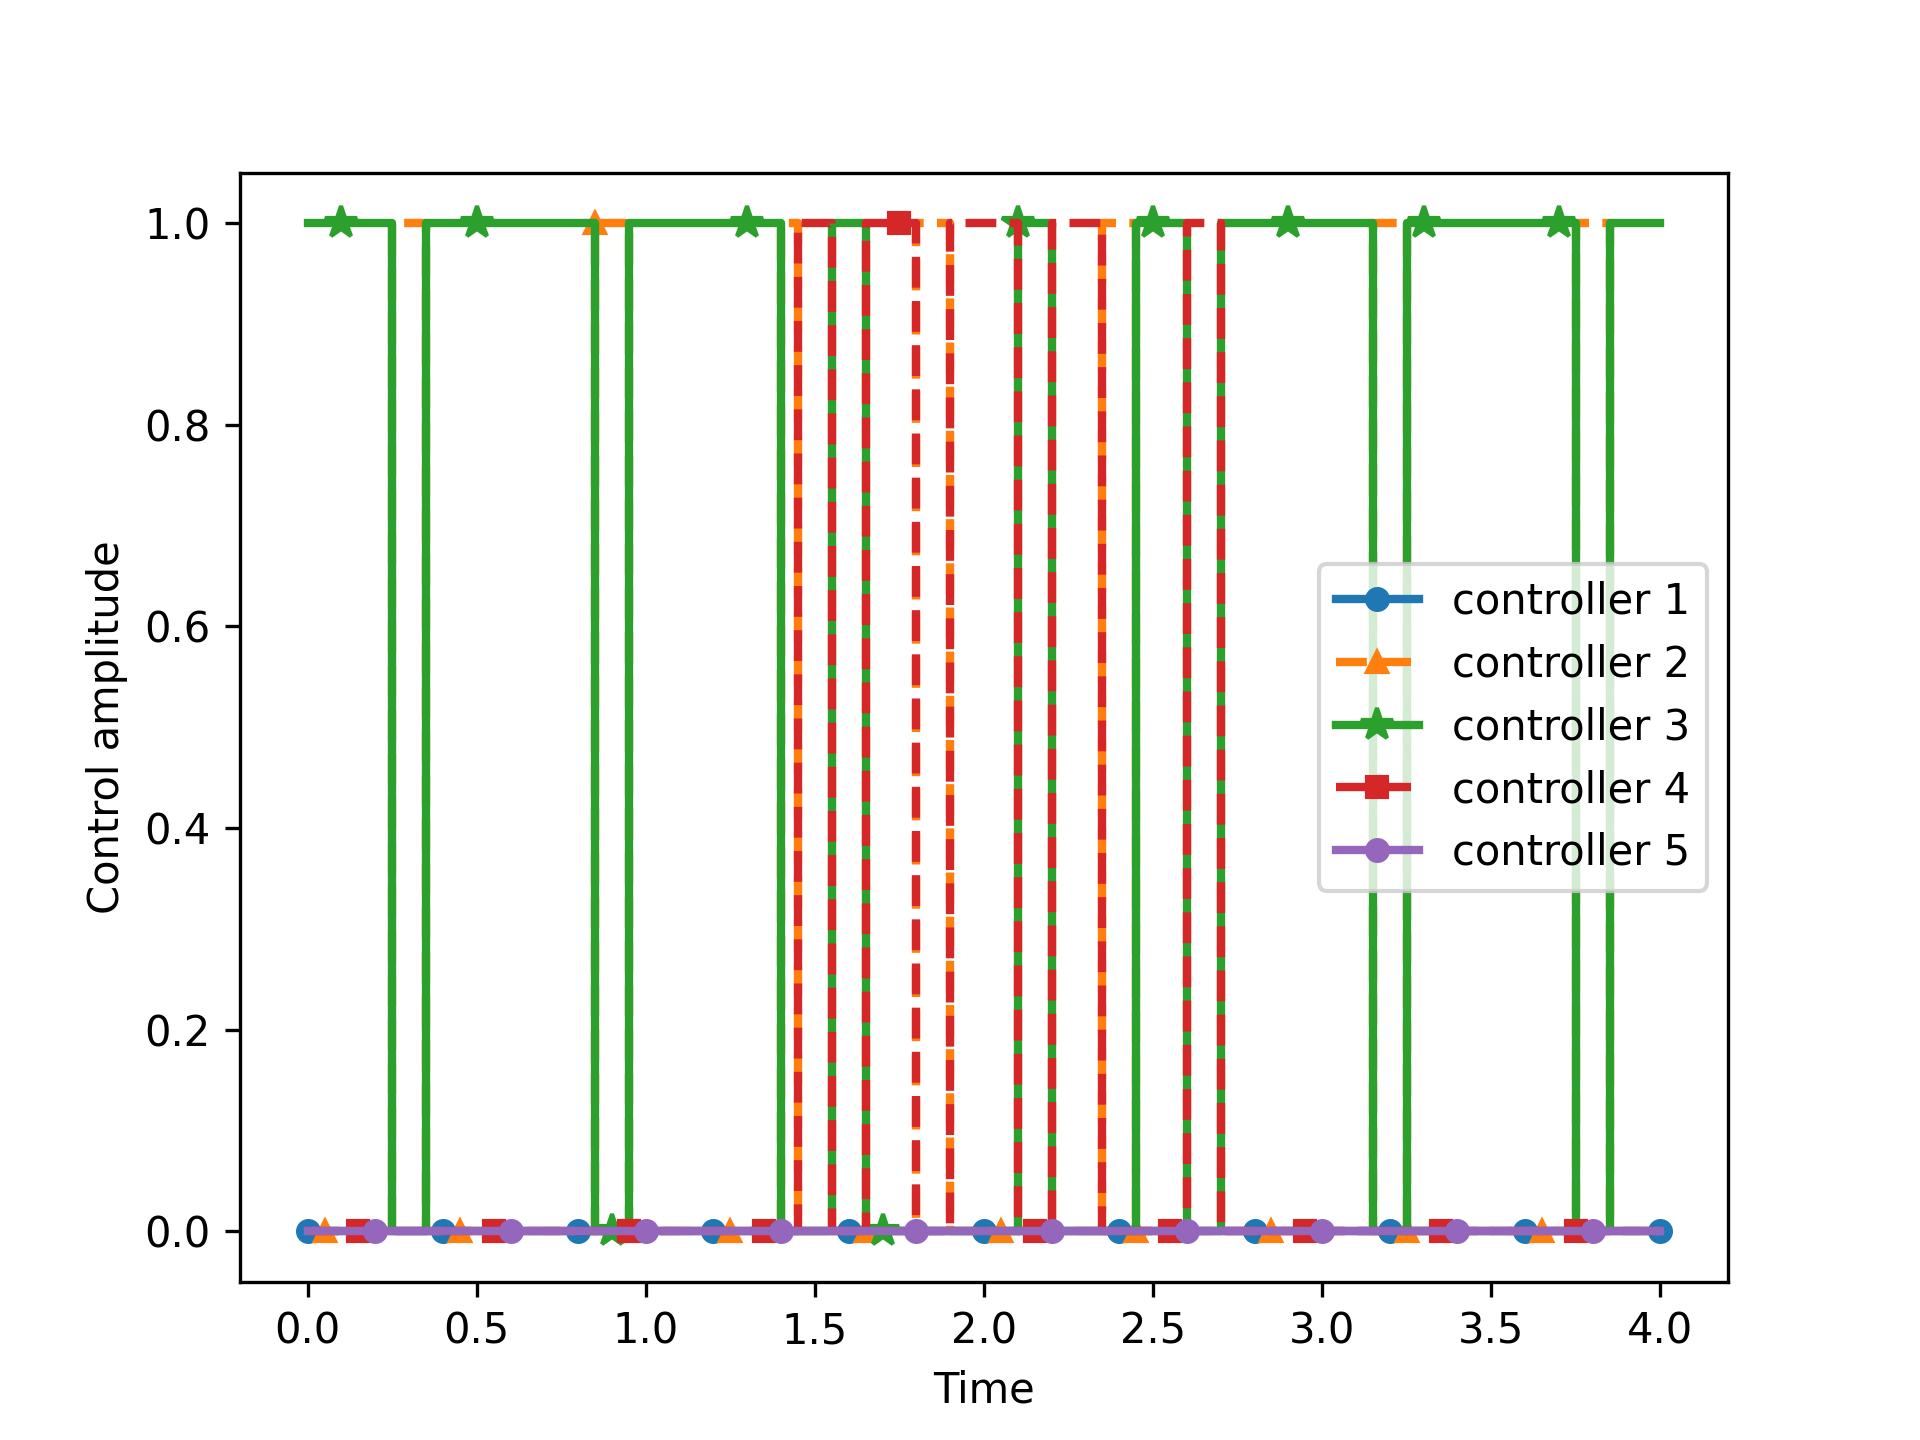 1.0
0.8
0.6
0.4
0.2
0.0
Control amplitude
controller 1
controller 2
controller 3
controller 4
controller 5
0.0 0.5 1.0 1.5 2.0 2.5 3.0 3.5 4.0
Time